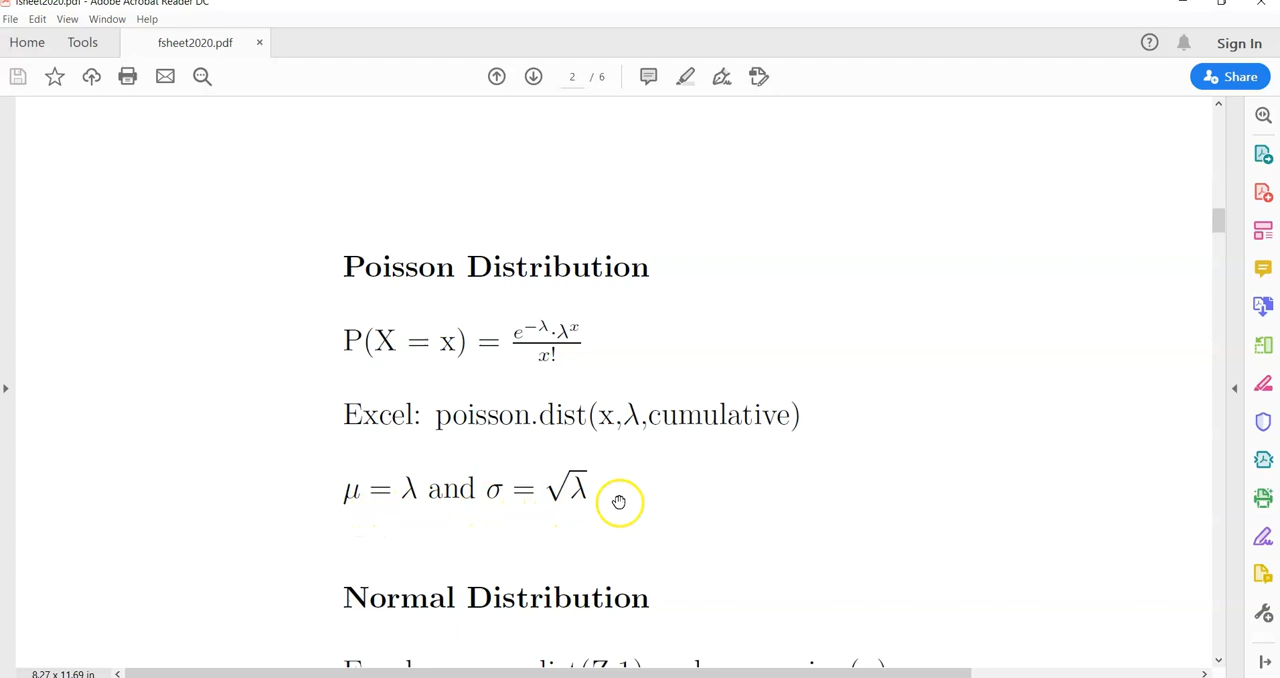 fsheet2020.pdf - Adobe Acrobat Reader DC
File Edit View Window Help
Home Tools fsheet2020.pdf × Sign In
2 / 6 Share
Poisson Distribution
P(X = x) = e^{−λ}·λ^x / x!
Excel: poisson.dist(x,λ,cumulative)
μ = λ and σ = √λ
Normal Distribution
8.27 x 11.69 in